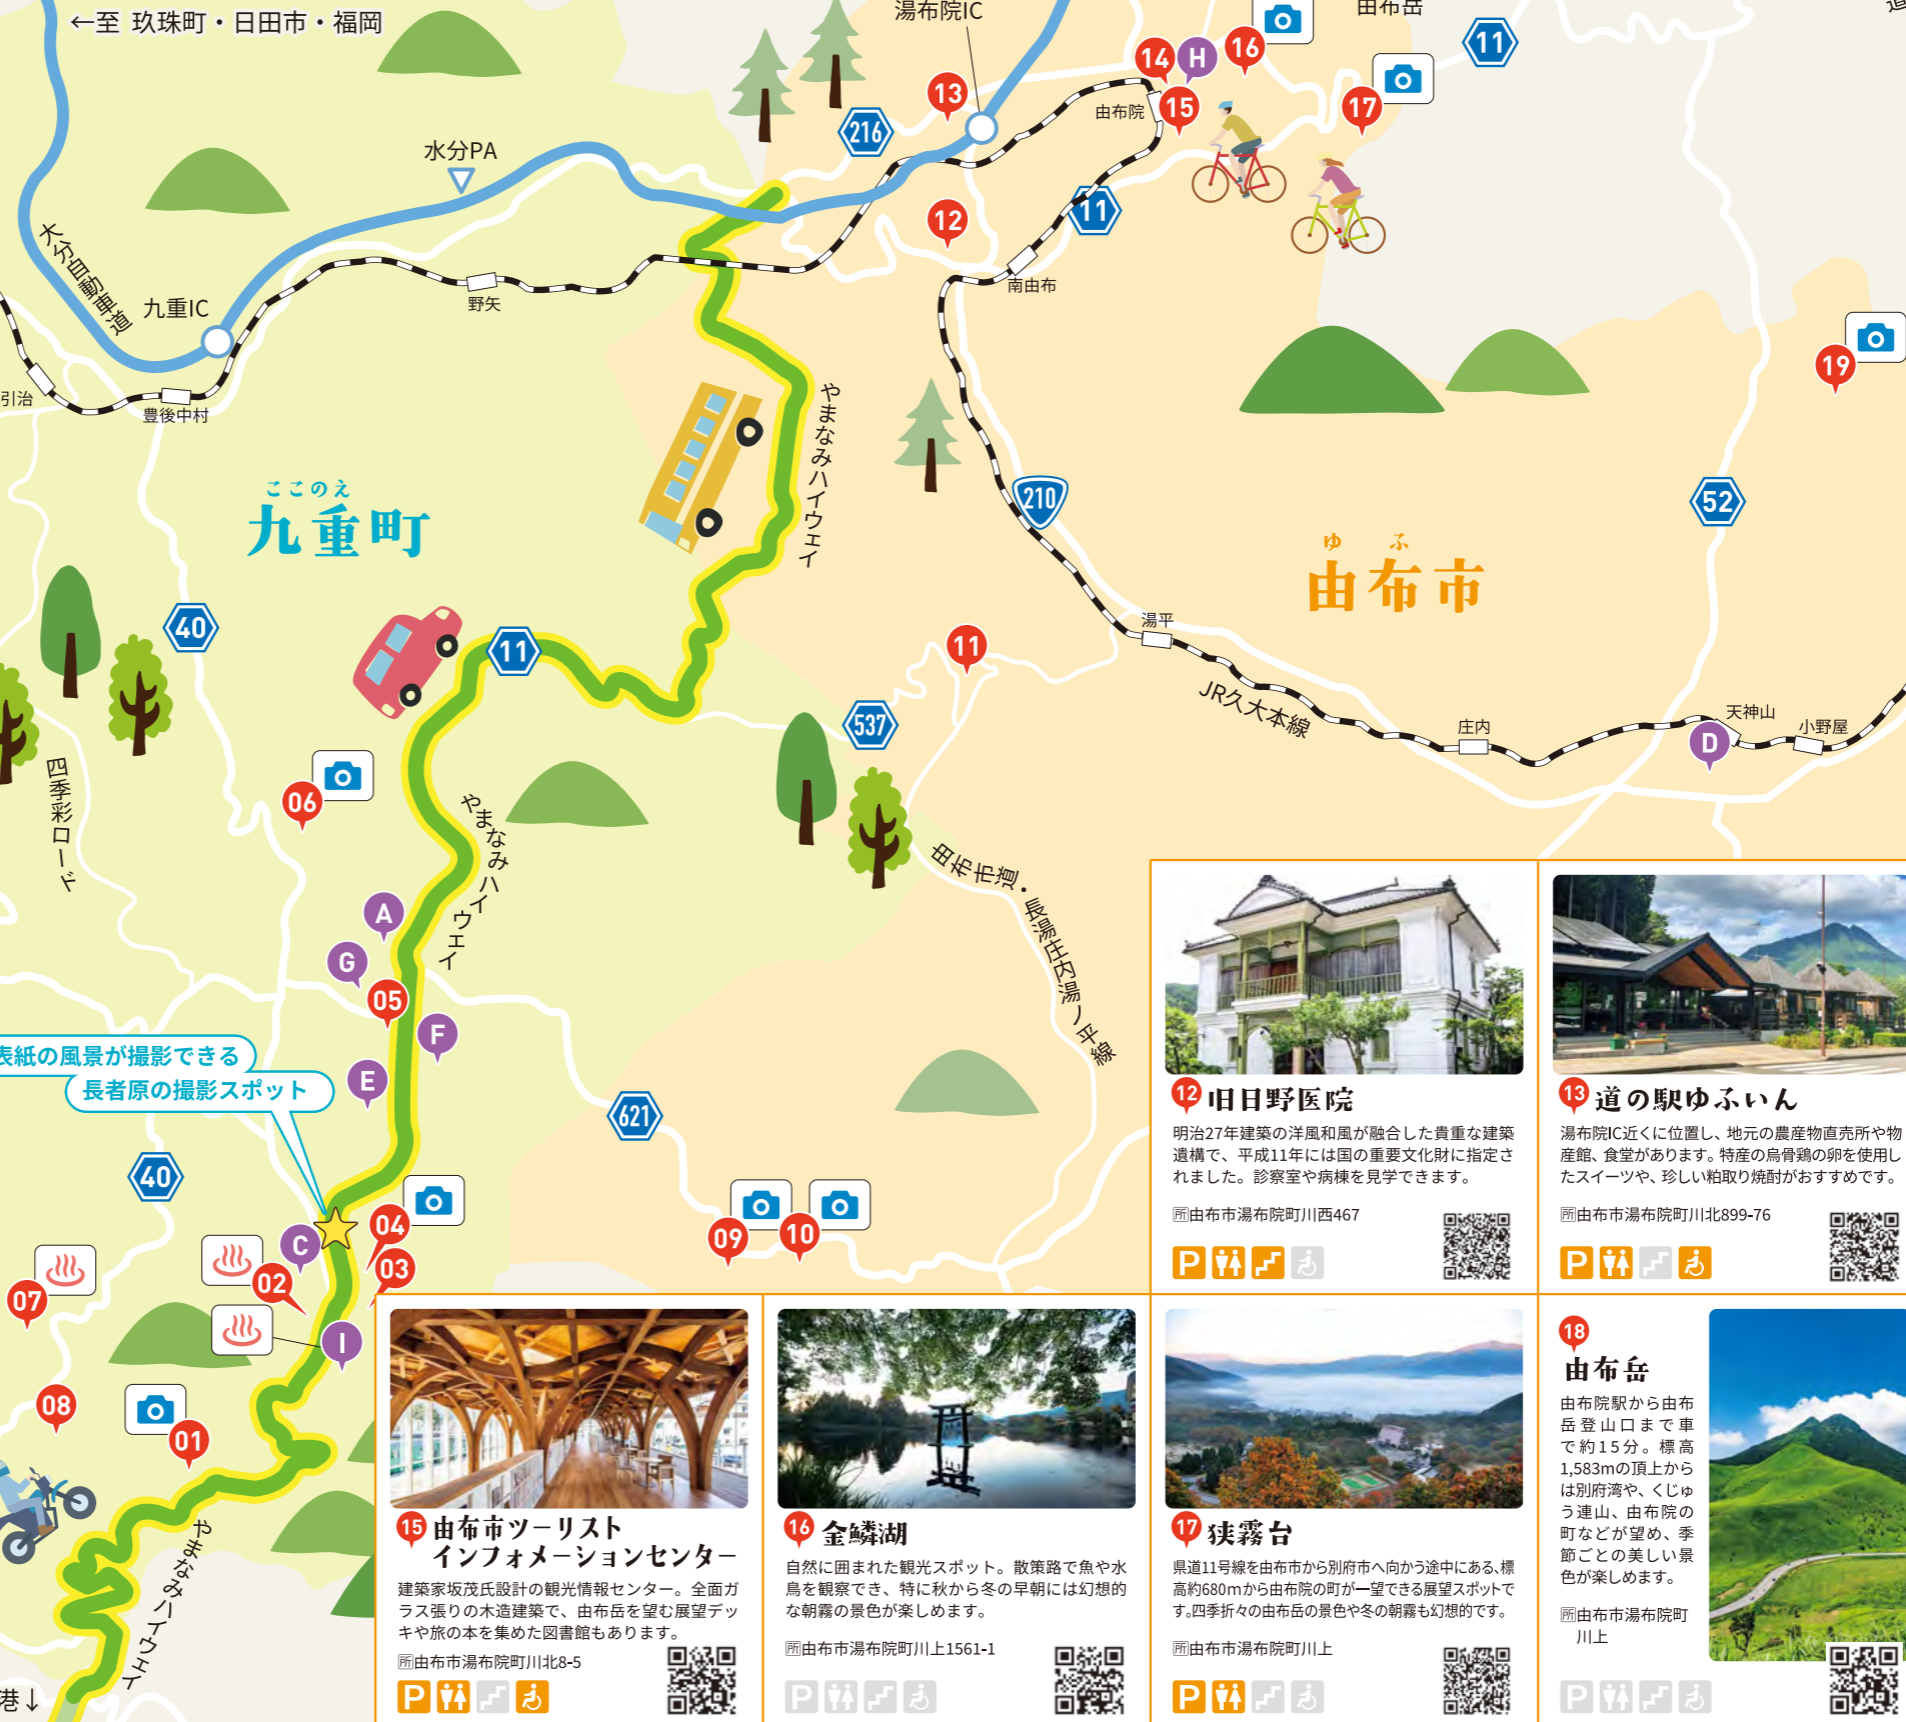 ←至 玖珠町・日田市・福岡
湯布院IC
由布岳
11
14
H
16
13
15
17
由布院
216
水分PA
12
11
大分自動車道
九重IC
野矢
南由布
19
引治
豊後中村
やまなみハイウェイ
ここのえ
九重町
210
52
ゆ ふ
由布市
40
11
11
湯平
537
JR久大本線
庄内
天神山
小野屋
D
四季彩ロード
06
やまなみハイウェイ
由布市道・長湯庄内湯ノ平線
A
G
05
F
表紙の風景が撮影できる
長者原の撮影スポット
E
621
40
04
C
09
10
02
03
07
I
08
01
やまなみハイウェイ
港↓
12 旧日野医院
明治27年建築の洋風和風が融合した貴重な建築
遺構で、平成11年には国の重要文化財に指定さ
れました。診察室や病棟を見学できます。
所由布市湯布院町川西467
P
13 道の駅ゆふいん
湯布院IC近くに位置し、地元の農産物直売所や物
産館、食堂があります。特産の烏骨鶏の卵を使用し
たスイーツや、珍しい粕取り焼酎がおすすめです。
所由布市湯布院町川北899-76
P
15 由布市ツーリスト
インフォメーションセンター
建築家坂茂氏設計の観光情報センター。全面ガ
ラス張りの木造建築で、由布岳を望む展望デッ
キや旅の本を集めた図書館もあります。
所由布市湯布院町川北8-5
P
16 金鱗湖
自然に囲まれた観光スポット。散策路で魚や水
鳥を観察でき、特に秋から冬の早朝には幻想的
な朝霧の景色が楽しめます。
所由布市湯布院町川上1561-1
P
17 狭霧台
県道11号線を由布市から別府市へ向かう途中にある、標
高約680mから由布院の町が一望できる展望スポットで
す。四季折々の由布岳の景色や冬の朝霧も幻想的です。
所由布市湯布院町川上
P
18
由布岳
由布院駅から由布
岳登山口まで車
で約15分。標高
1,583mの頂上から
は別府湾や、くじゅ
う連山、由布院の
町などが望め、季
節ごとの美しい景
色が楽しめます。
所由布市湯布院町
川上
P